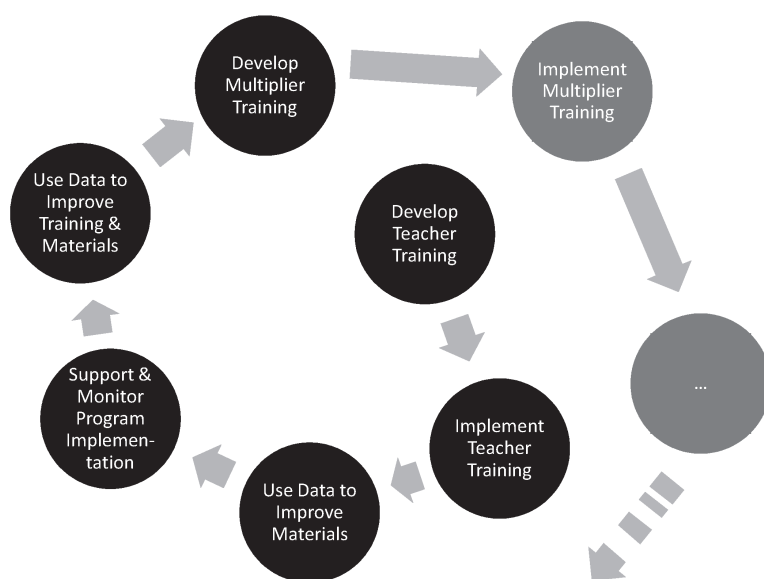 Develop
Multiplier
Training
Implement
Multiplier
Training
Use Data to
Improve
Training &
Materials
Develop
Teacher
Training
...
Support &
Monitor
Program
Implemen-
tation
Implement
Teacher
Training
Use Data to
Improve
Materials